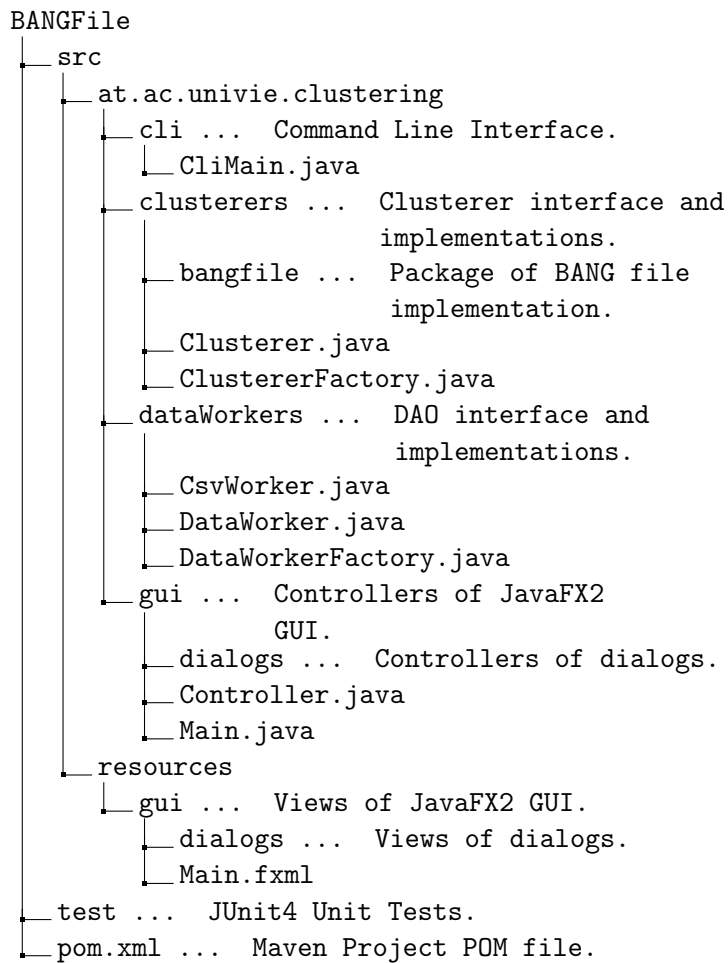 BANGFile
src
at.ac.univie.clustering
cli ... Command Line Interface.
CliMain.java
clusterers ... Clusterer interface and
implementations.
bangfile ... Package of BANG file
implementation.
Clusterer.java
ClustererFactory.java
dataWorkers ... DAO interface and
implementations.
CsvWorker.java
DataWorker.java
DataWorkerFactory.java
gui ... Controllers of JavaFX2
GUI.
dialogs ... Controllers of dialogs.
Controller.java
Main.java
resources
gui ... Views of JavaFX2 GUI.
dialogs ... Views of dialogs.
Main.fxml
test ... JUnit4 Unit Tests.
pom.xml ... Maven Project POM file.